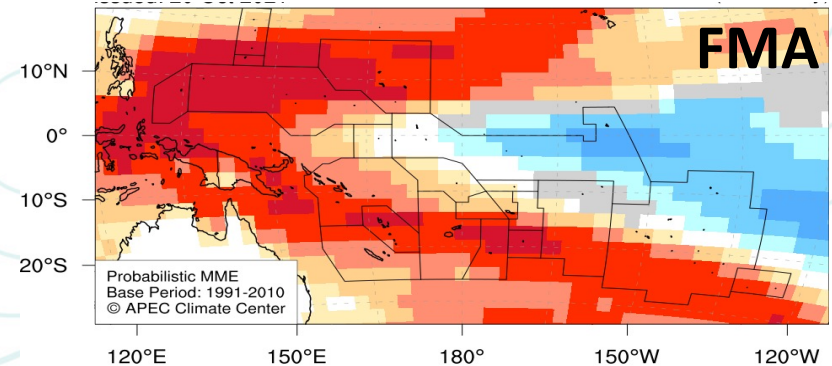 FMA
10°N
0°
10°S
20°S
Probabilistic MME
Base Period: 1991-2010
© APEC Climate Center
120°E 150°E 180° 150°W 120°W